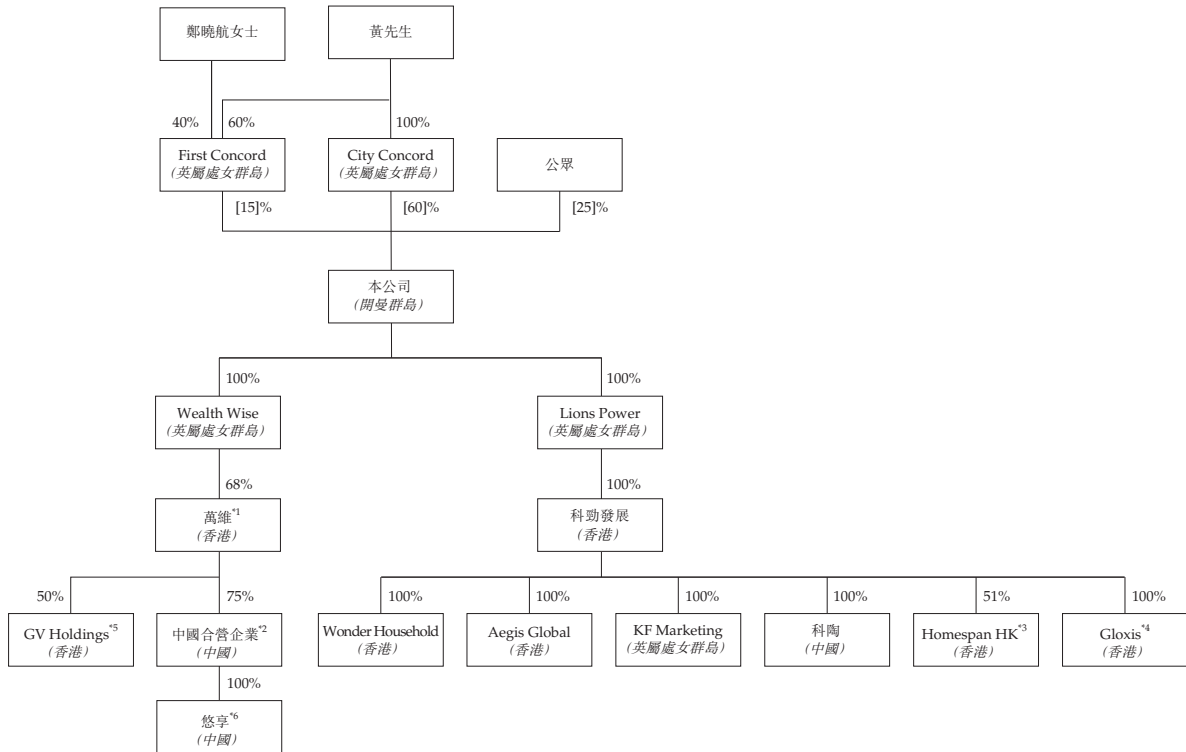 鄭曉航女士
黃先生
40%
60%
100%
First Concord
(英屬處女群島)
City Concord
(英屬處女群島)
公眾
[15]%
[60]%
[25]%
本公司
(開曼群島)
100%
100%
Wealth Wise
(英屬處女群島)
Lions Power
(英屬處女群島)
68%
100%
萬維*1
(香港)
科勁發展
(香港)
50%
75%
100%
100%
100%
100%
51%
100%
GV Holdings*5
(香港)
中國合營企業*2
(中國)
Wonder Household
(香港)
Aegis Global
(香港)
KF Marketing
(英屬處女群島)
科陶
(中國)
Homespan HK*3
(香港)
Gloxis*4
(香港)
100%
悠享*6
(中國)